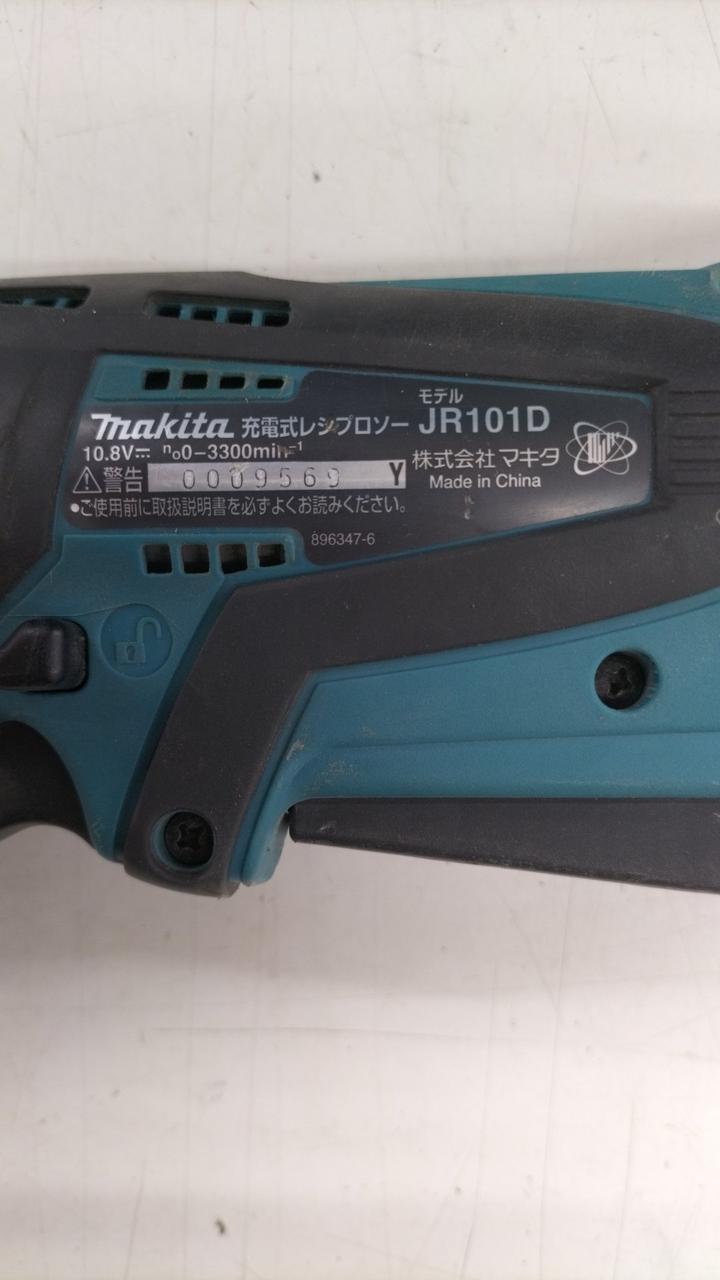 モデル
makita 充電式レシプロソー JR101D
10.8V⎓ n₀0-3300min⁻¹
⚠警告 0009569 Y 株式会社 マキタ
Made in China
•ご使用前に取扱説明書を必ずよくお読みください。
896347-6